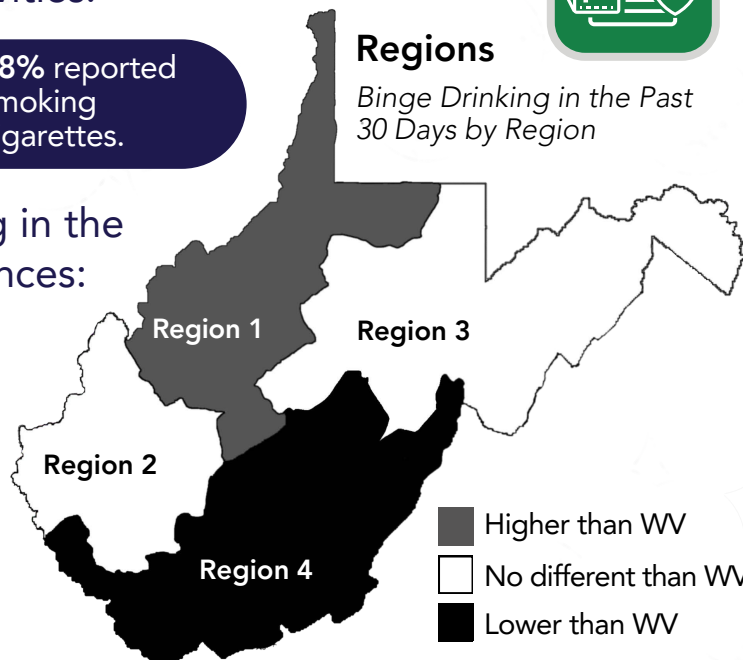 8% reported
garettes.
g in the
nces:
Regions
Binge Drinking in the Past
30 Days by Region
Region 1
Region 3
Region 2
Region 4
Higher than WV
No different than WV
Lower than WV